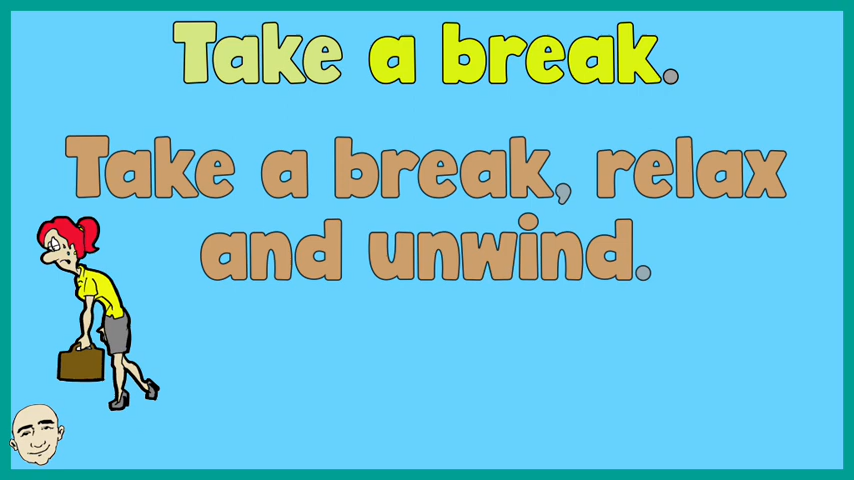 Take a break.
Take a break, relax
and unwind.